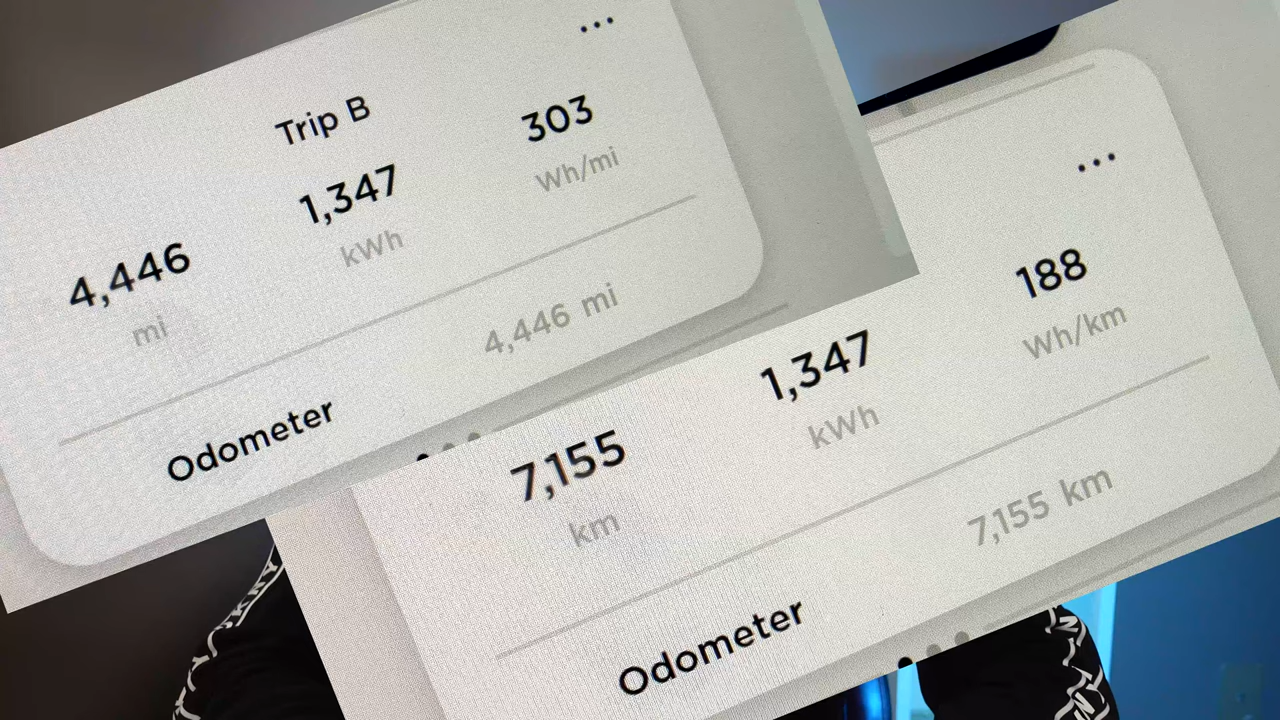 ...
Trip B
4,446
mi
1,347
kWh
303
Wh/mi
Odometer
4,446 mi
...
7,155
km
1,347
kWh
188
Wh/km
Odometer
7,155 km
DKNY